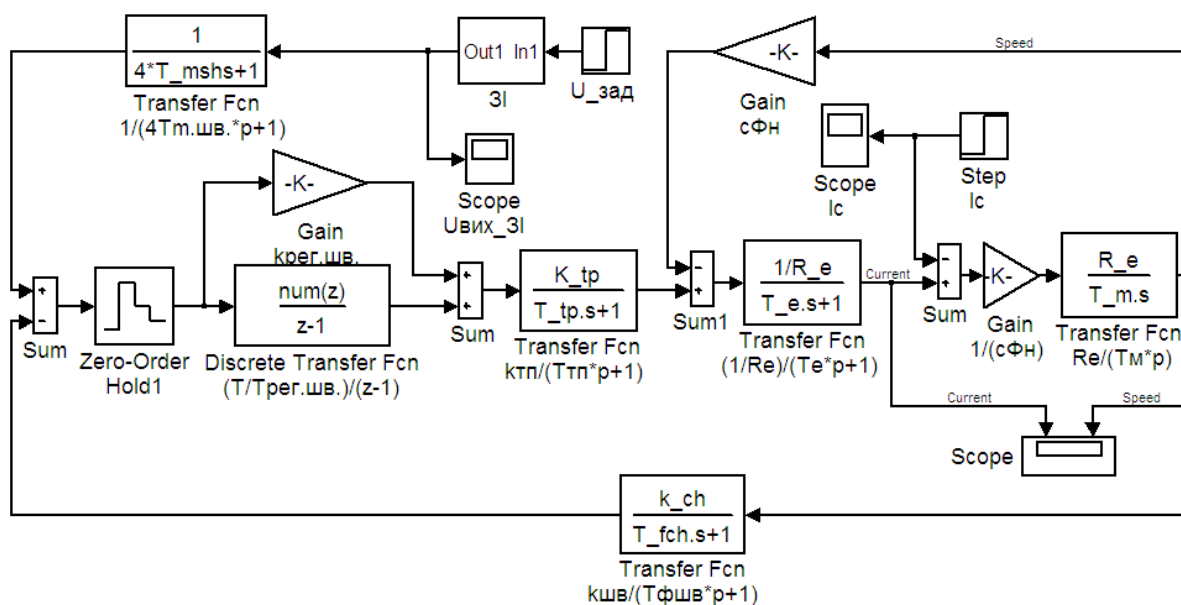 1
4*T_mshs+1
Transfer Fcn
1/(4Tm.шв.*p+1)
Out1 In1
ЗІ
U_зад
-K-
Gain
сФн
Speed
Scope
Uвих_ЗІ
Scope
Ic
Step
Ic
-K-
Gain
kрег.шв.
+
-
Sum
Zero-Order
Hold1
num(z)
z-1
Discrete Transfer Fcn
(T/Tрег.шв.)/(z-1)
+
+
Sum
K_tp
T_tp.s+1
Transfer Fcn
kтп/(Tтп*p+1)
-
+
Sum1
1/R_e
T_e.s+1
Transfer Fcn
(1/Re)/(Te*p+1)
Current
-
+
Sum
-K-
Gain
1/(сФн)
R_e
T_m.s
Transfer Fcn
Re/(Tм*p)
Current
Speed
Scope
k_ch
T_fch.s+1
Transfer Fcn
kшв/(Tфшв*p+1)